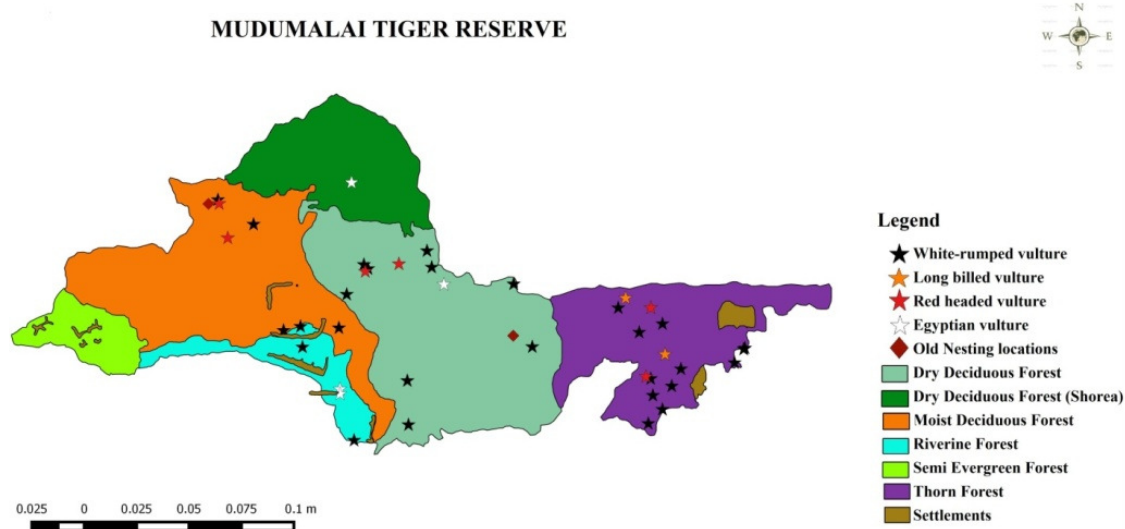 MUDUMALAI TIGER RESERVE
N
W E
S
Legend
White-rumped vulture
Long billed vulture
Red headed vulture
Egyptian vulture
Old Nesting locations
Dry Deciduous Forest
Dry Deciduous Forest (Shorea)
Moist Deciduous Forest
Riverine Forest
Semi Evergreen Forest
Thorn Forest
Settlements
0.025 0 0.025 0.05 0.075 0.1 m